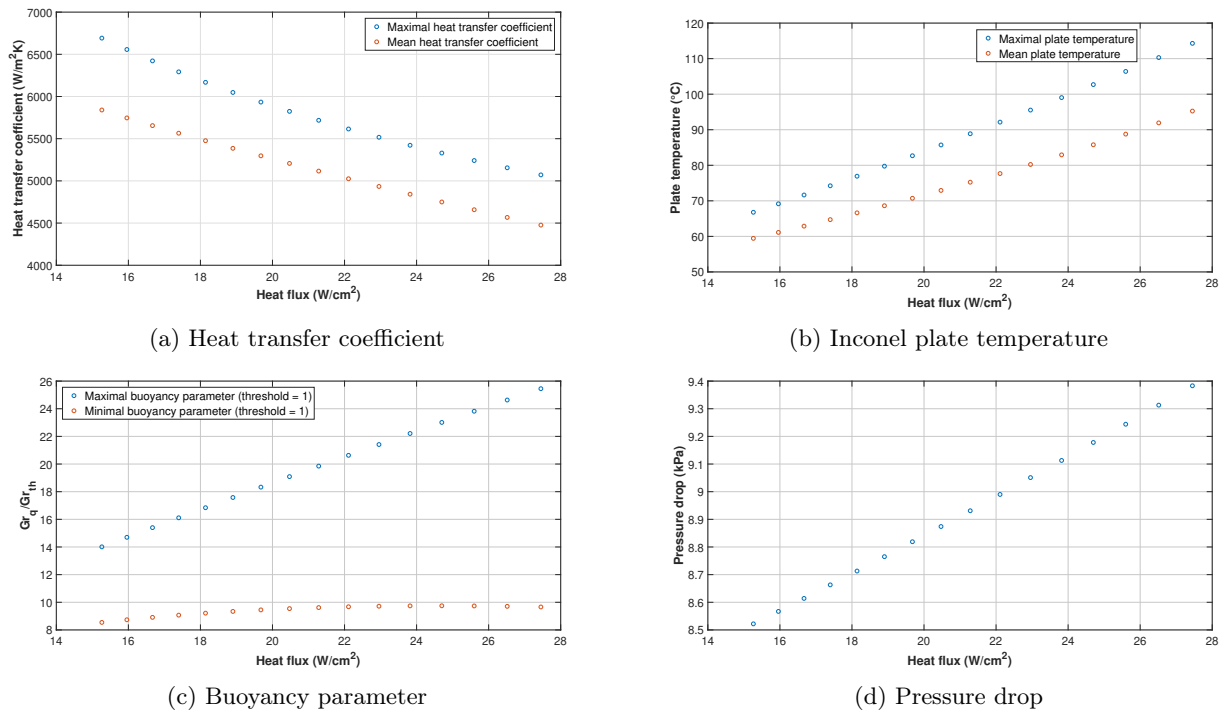 7000
6500
6000
5500
5000
4500
4000
Heat transfer coefficient (W/m²K)
Maximal heat transfer coefficient
Mean heat transfer coefficient
14 16 18 20 22 24 26 28
Heat flux (W/cm²)
(a) Heat transfer coefficient
120
110
100
90
80
70
60
50
Plate temperature (°C)
Maximal plate temperature
Mean plate temperature
14 16 18 20 22 24 26 28
Heat flux (W/cm²)
(b) Inconel plate temperature
26
24
22
20
18
16
14
12
10
8
Gr_q/Gr_th
Maximal buoyancy parameter (threshold = 1)
Minimal buoyancy parameter (threshold = 1)
14 16 18 20 22 24 26 28
Heat flux (W/cm²)
(c) Buoyancy parameter
9.4
9.3
9.2
9.1
9
8.9
8.8
8.7
8.6
8.5
Pressure drop (kPa)
14 16 18 20 22 24 26 28
Heat flux (W/cm²)
(d) Pressure drop